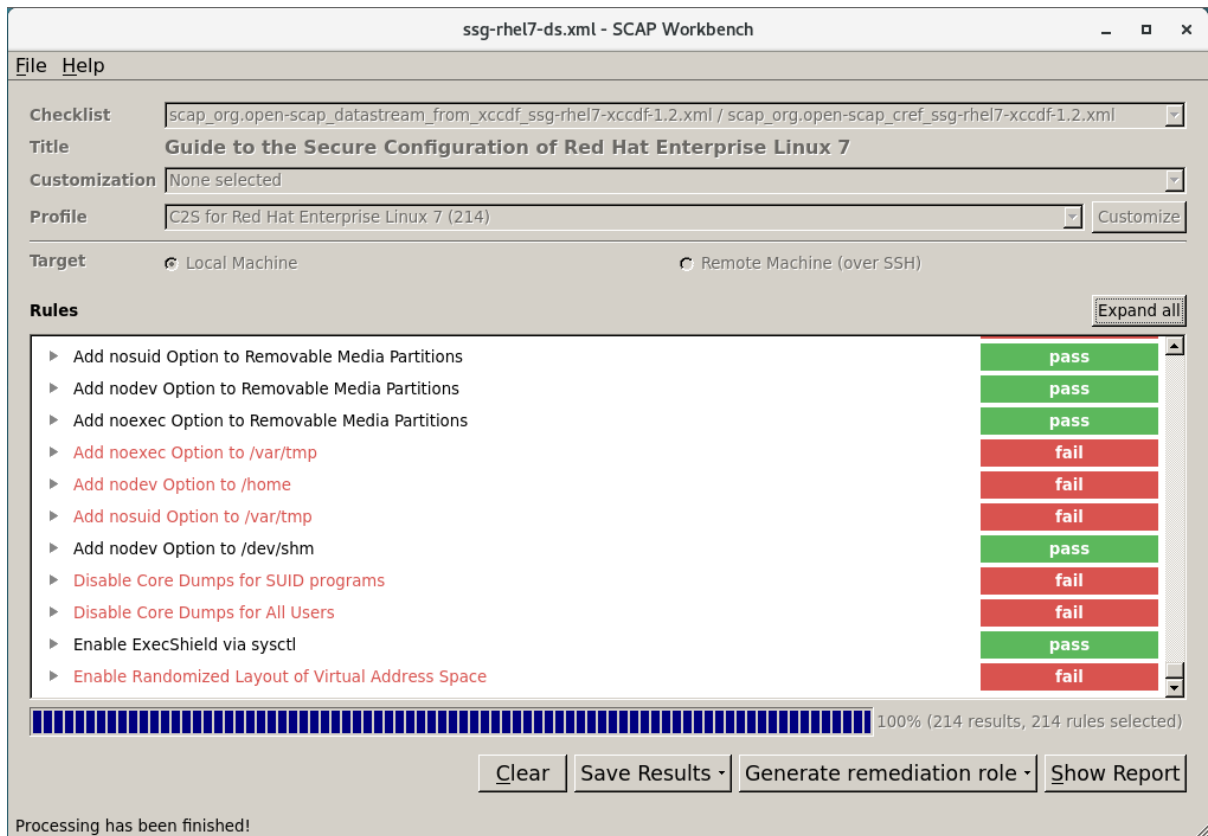 ssg-rhel7-ds.xml - SCAP Workbench
File Help
Checklist scap_org.open-scap_datastream_from_xccdf_ssg-rhel7-xccdf-1.2.xml / scap_org.open-scap_cref_ssg-rhel7-xccdf-1.2.xml
Title Guide to the Secure Configuration of Red Hat Enterprise Linux 7
Customization None selected
Profile C2S for Red Hat Enterprise Linux 7 (214) Customize
Target Local Machine Remote Machine (over SSH)
Rules Expand all
Add nosuid Option to Removable Media Partitions pass
Add nodev Option to Removable Media Partitions pass
Add noexec Option to Removable Media Partitions pass
Add noexec Option to /var/tmp fail
Add nodev Option to /home fail
Add nosuid Option to /var/tmp fail
Add nodev Option to /dev/shm pass
Disable Core Dumps for SUID programs fail
Disable Core Dumps for All Users fail
Enable ExecShield via sysctl pass
Enable Randomized Layout of Virtual Address Space fail
100% (214 results, 214 rules selected)
Clear Save Results Generate remediation role Show Report
Processing has been finished!